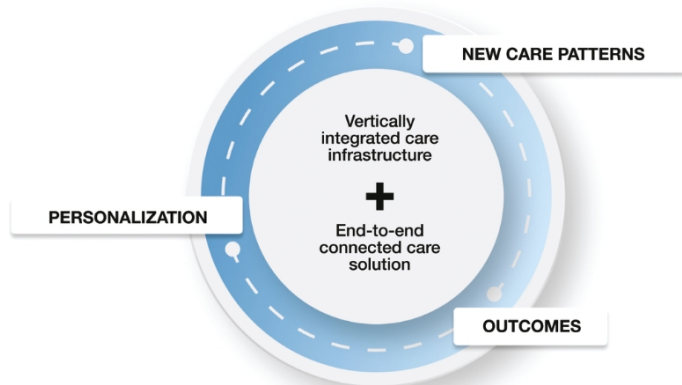 NEW CARE PATTERNS
Vertically
integrated care
infrastructure
+
End-to-end
connected care
solution
PERSONALIZATION
OUTCOMES